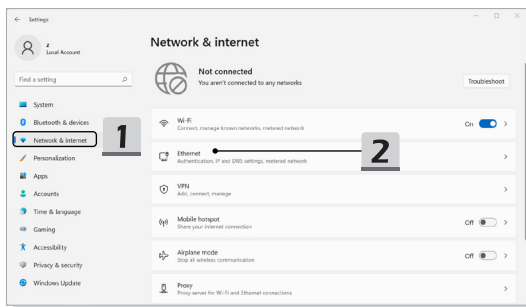 Settings
z
Local Account
Find a setting
System
Bluetooth & devices
Network & internet
Personalization
Apps
Accounts
Time & language
Gaming
Accessibility
Privacy & security
Windows Update
1
Network & internet
Not connected
You aren't connected to any networks
Troubleshoot
Wi-Fi
Connect, manage known networks, metered network
On
Ethernet
Authentication, IP and DNS settings, metered network
2
VPN
Add, connect, manage
Mobile hotspot
Share your internet connection
Off
Airplane mode
Stop all wireless communication
Off
Proxy
Proxy server for Wi-Fi and Ethernet connections